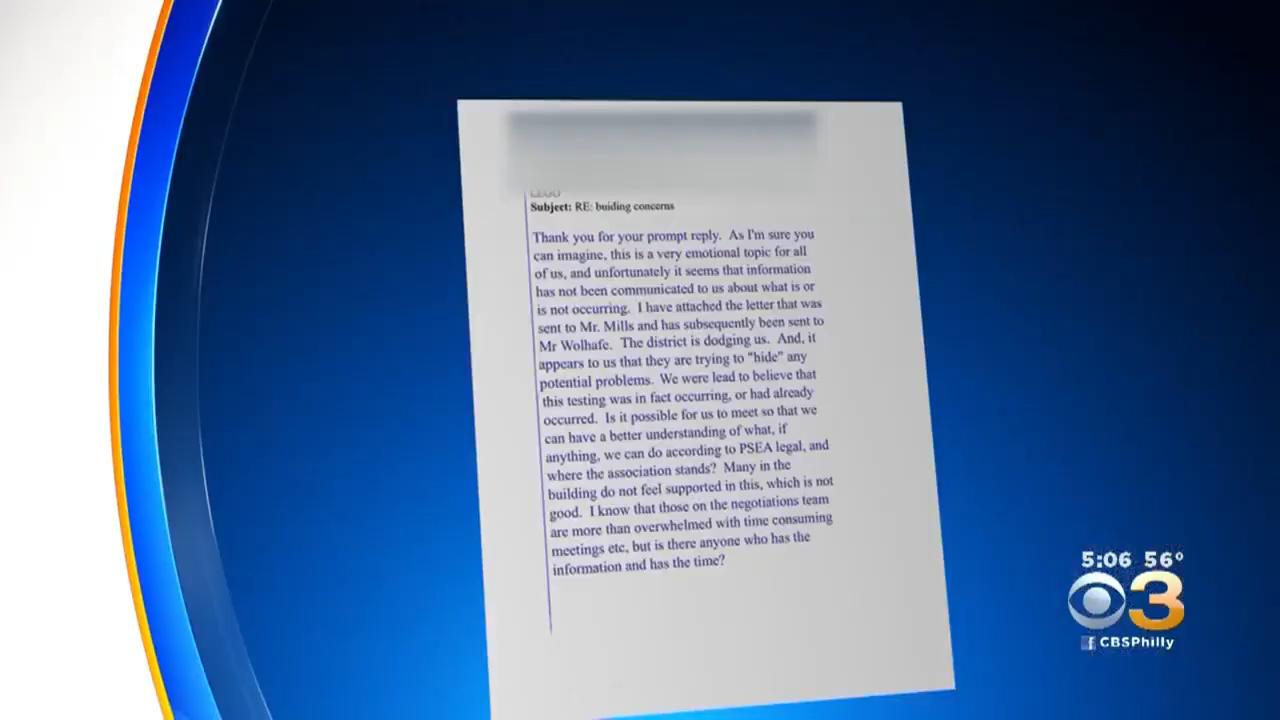 Subject: RE: buiding concerns
Thank you for your prompt reply. As I'm sure you
can imagine, this is a very emotional topic for all
of us, and unfortunately it seems that information
has not been communicated to us about what is or
is not occurring. I have attached the letter that was
sent to Mr. Mills and has subsequently been sent to
Mr Wolhafe. The district is dodging us. And, it
appears to us that they are trying to "hide" any
potential problems. We were lead to believe that
this testing was in fact occurring, or had already
occurred. Is it possible for us to meet so that we
can have a better understanding of what, if
anything, we can do according to PSEA legal, and
where the association stands? Many in the
building do not feel supported in this, which is not
good. I know that those on the negotiations team
are more than overwhelmed with time consuming
meetings etc, but is there anyone who has the
information and has the time?
5:06 56°
3
f CBSPhilly